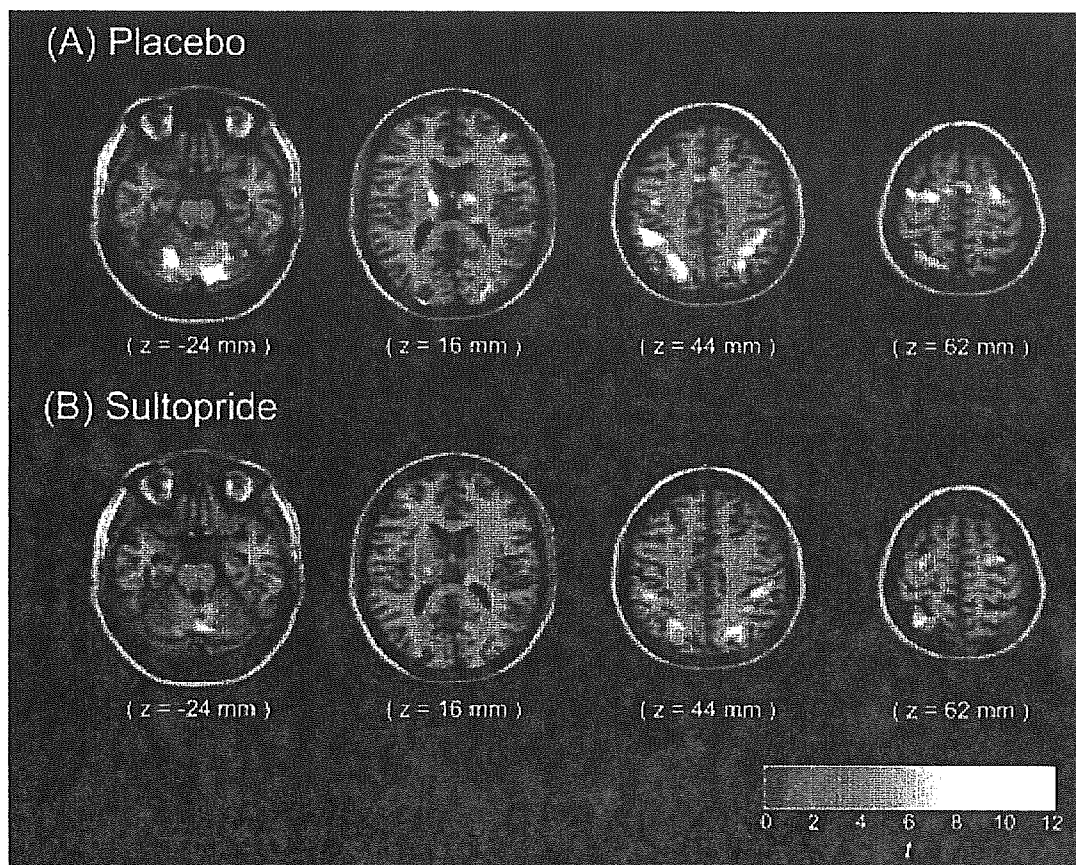 (A) Placebo
( z = -24 mm )
( z = 16 mm )
( z = 44 mm )
( z = 62 mm )
(B) Sultopride
( z = -24 mm )
( z = 16 mm )
( z = 44 mm )
( z = 62 mm )
0 2 4 6 8 10 12
t